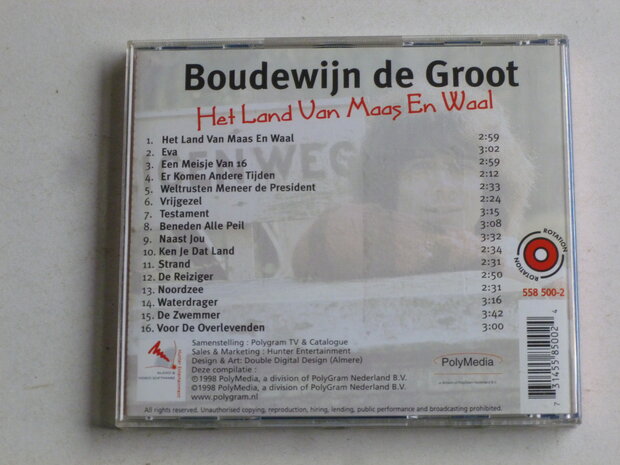 Boudewijn de Groot
Het Land Van Maas En Waal
1. Het Land Van Maas En Waal 2:59
2. Eva 3:02
3. Een Meisje Van 16 2:59
4. Er Komen Andere Tijden 2:12
5. Weltrusten Meneer de President 2:33
6. Vrijgezel 2:24
7. Testament 3:15
8. Beneden Alle Peil 3:08
9. Naast Jou 3:32
10. Ken Je Dat Land 2:34
11. Strand 2:31
12. De Reiziger 2:50
13. Noordzee 2:31
14. Waterdrager 3:16
15. De Zwemmer 3:42
16. Voor De Overlevenden 3:00
WEG
ROTATION
ROTATION
558 500-2
Samenstelling : Polygram TV & Catalogue
Sales & Marketing : Hunter Entertainment
Design & Art: Double Digital Design (Almere)
Deze compilatie :
℗1998 PolyMedia, a division of PolyGram Nederland B.V.
©1998 PolyMedia, a division of PolyGram Nederland B.V.
www.polygram.nl
PolyMedia
a division of PolyGram Nederland B.V.
7 31455 85002 4
All rights reserved. Unauthorised copying, reproduction, hiring, lending, public performance and broadcasting prohibited.